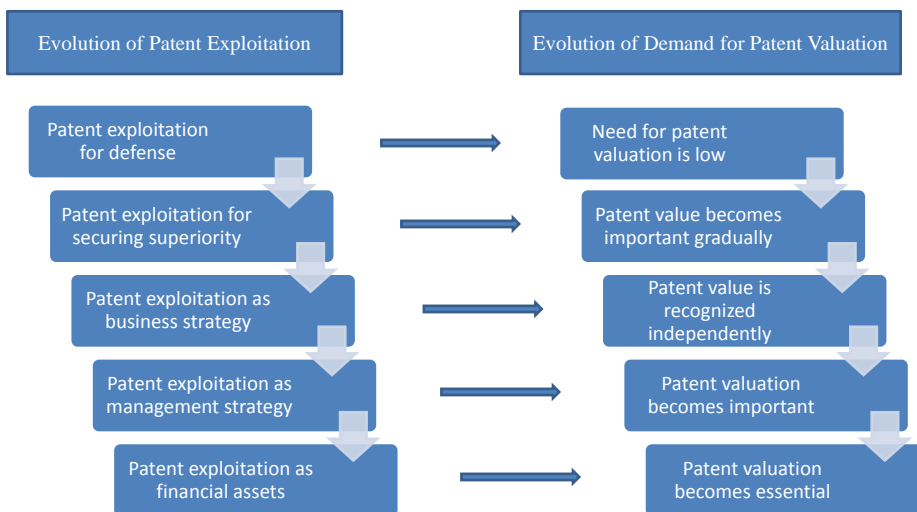 Evolution of Patent Exploitation
Evolution of Demand for Patent Valuation
Patent exploitation
for defense
Need for patent
valuation is low
Patent exploitation for
securing superiority
Patent value becomes
important gradually
Patent exploitation as
business strategy
Patent value is
recognized
independently
Patent exploitation as
management strategy
Patent valuation
becomes important
Patent exploitation as
financial assets
Patent valuation
becomes essential